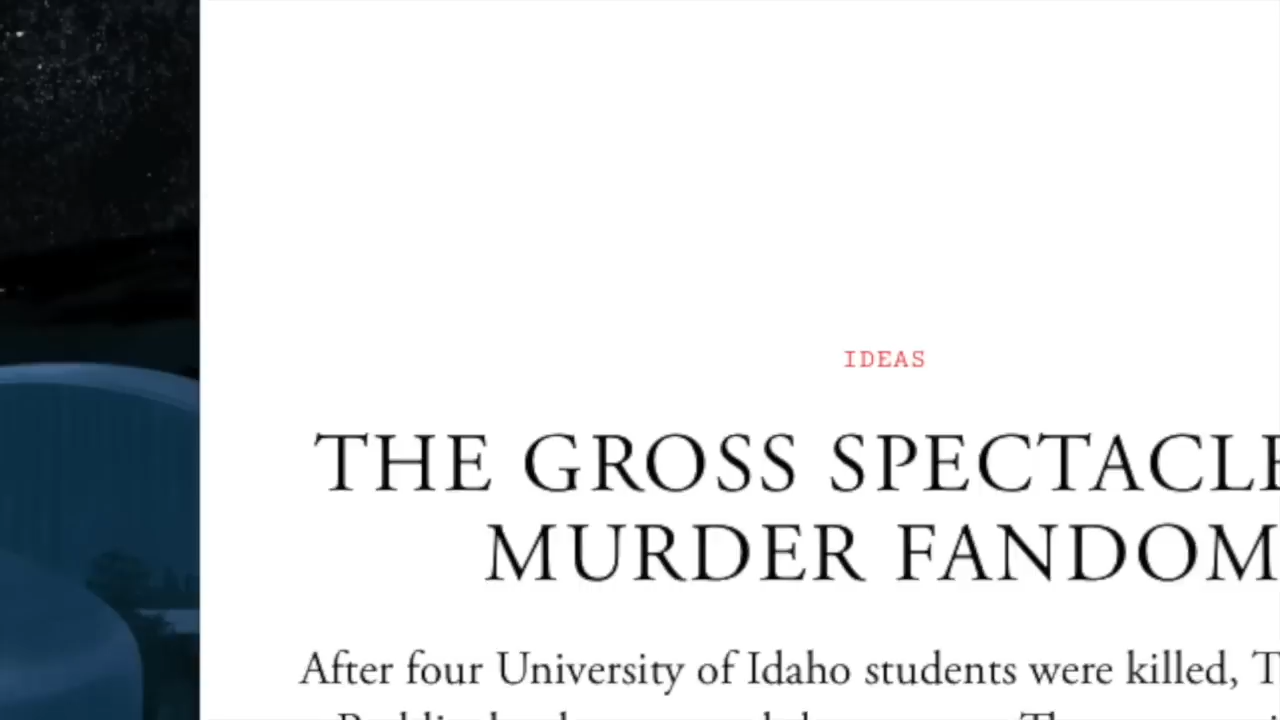 IDEAS
THE GROSS SPECTACLE
MURDER FANDOM
After four University of Idaho students were killed,